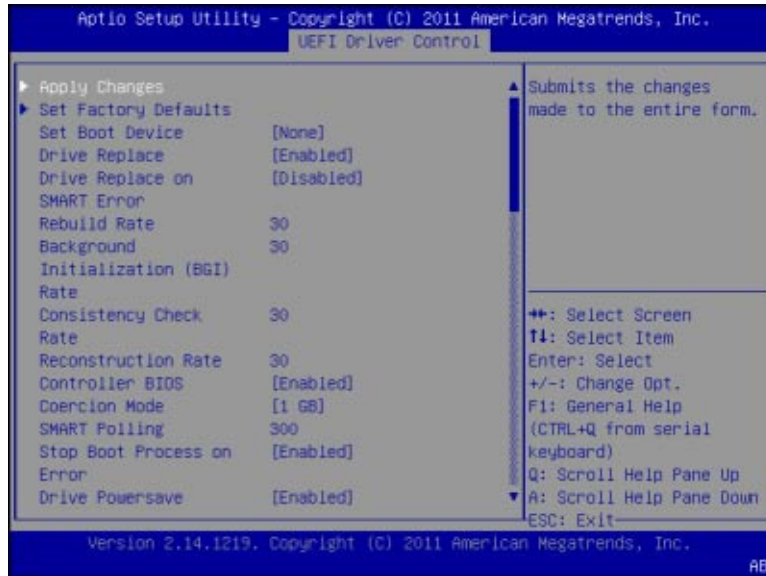 Aptio Setup Utility - Copyright (C) 2011 American Megatrends, Inc.
UEFI Driver Control
Apply Changes
Set Factory Defaults
Set Boot Device [None]
Drive Replace [Enabled]
Drive Replace on [Disabled]
SMART Error
Rebuild Rate 30
Background 30
Initialization (BGI)
Rate
Consistency Check 30
Rate
Reconstruction Rate 30
Controller BIOS [Enabled]
Coercion Mode [1 GB]
SMART Polling 300
Stop Boot Process on [Enabled]
Error
Drive Powersave [Enabled]
Submits the changes
made to the entire form.
→←: Select Screen
↑↓: Select Item
Enter: Select
+/-: Change Opt.
F1: General Help
(CTRL+Q from serial
keyboard)
Q: Scroll Help Pane Up
A: Scroll Help Pane Down
ESC: Exit
Version 2.14.1219. Copyright (C) 2011 American Megatrends, Inc.
AB